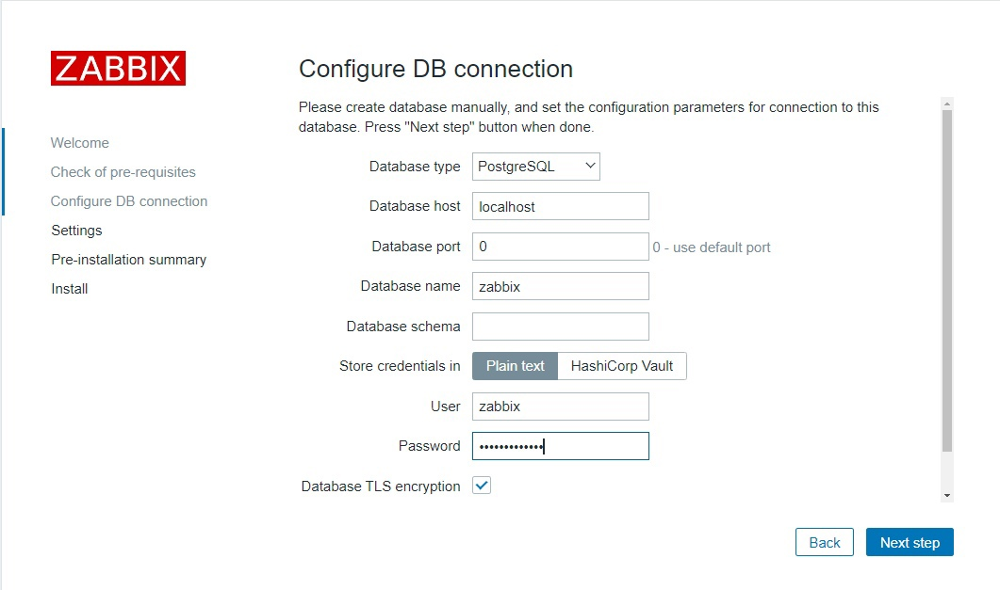 ZABBIX
Welcome
Check of pre-requisites
Configure DB connection
Settings
Pre-installation summary
Install
Configure DB connection
Please create database manually, and set the configuration parameters for connection to this
database. Press "Next step" button when done.
Database type PostgreSQL
Database host localhost
Database port 0 0 - use default port
Database name zabbix
Database schema
Store credentials in Plain text HashiCorp Vault
User zabbix
Password •••••••••••••
Database TLS encryption
Back Next step